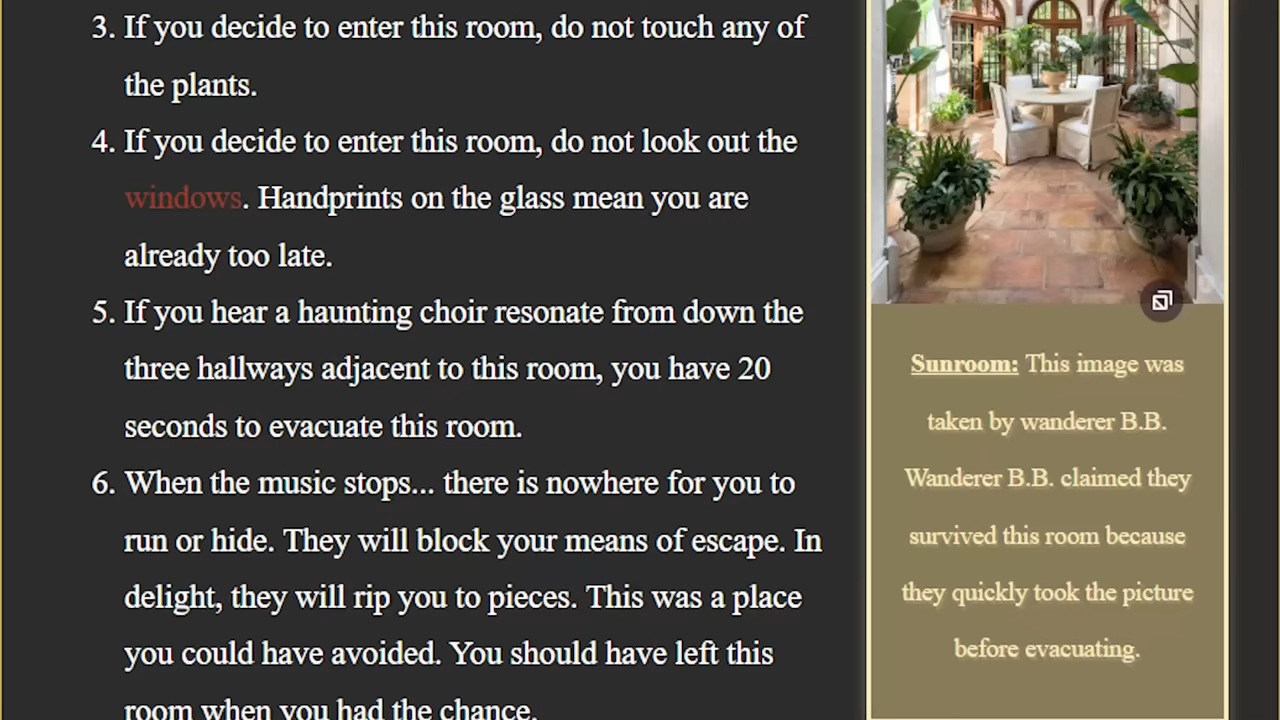 3. If you decide to enter this room, do not touch any of
the plants.
4. If you decide to enter this room, do not look out the
windows. Handprints on the glass mean you are
already too late.
5. If you hear a haunting choir resonate from down the
three hallways adjacent to this room, you have 20
seconds to evacuate this room.
6. When the music stops... there is nowhere for you to
run or hide. They will block your means of escape. In
delight, they will rip you to pieces. This was a place
you could have avoided. You should have left this
room when you had the chance.
Sunroom: This image was
taken by wanderer B.B.
Wanderer B.B. claimed they
survived this room because
they quickly took the picture
before evacuating.